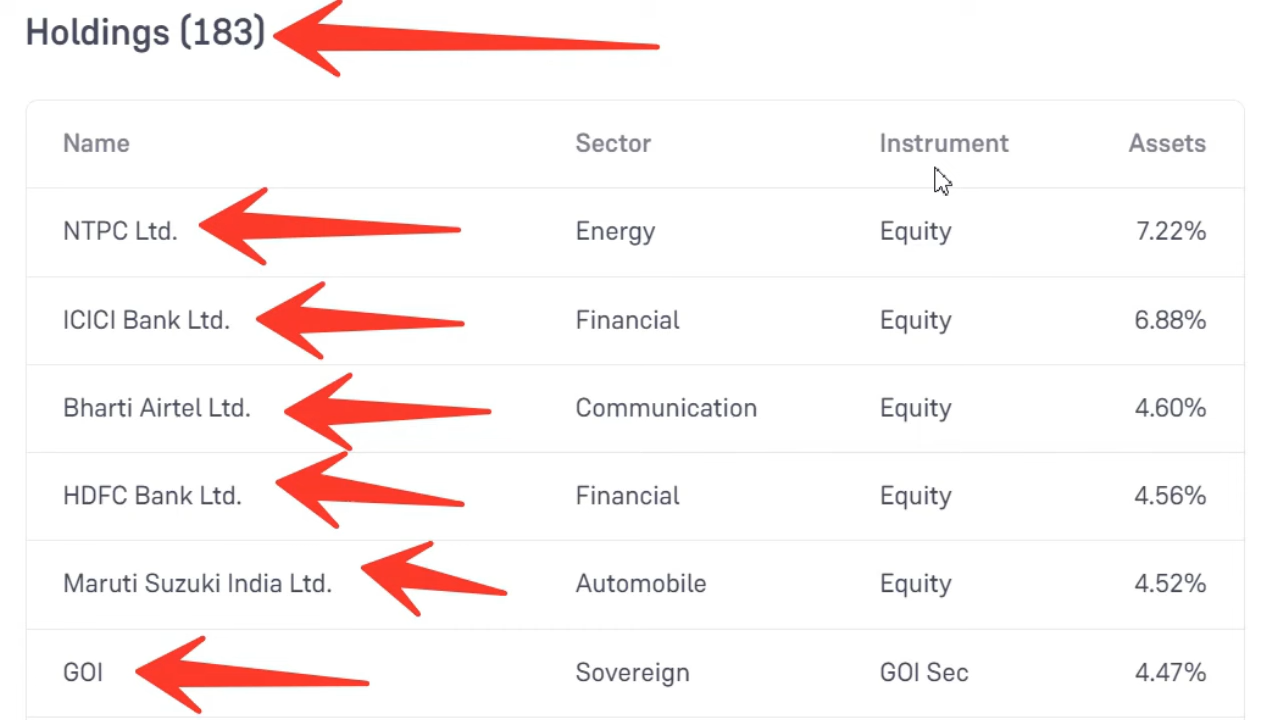 Holdings (183)
Name Sector Instrument Assets
NTPC Ltd. Energy Equity 7.22%
ICICI Bank Ltd. Financial Equity 6.88%
Bharti Airtel Ltd. Communication Equity 4.60%
HDFC Bank Ltd. Financial Equity 4.56%
Maruti Suzuki India Ltd. Automobile Equity 4.52%
GOI Sovereign GOI Sec 4.47%